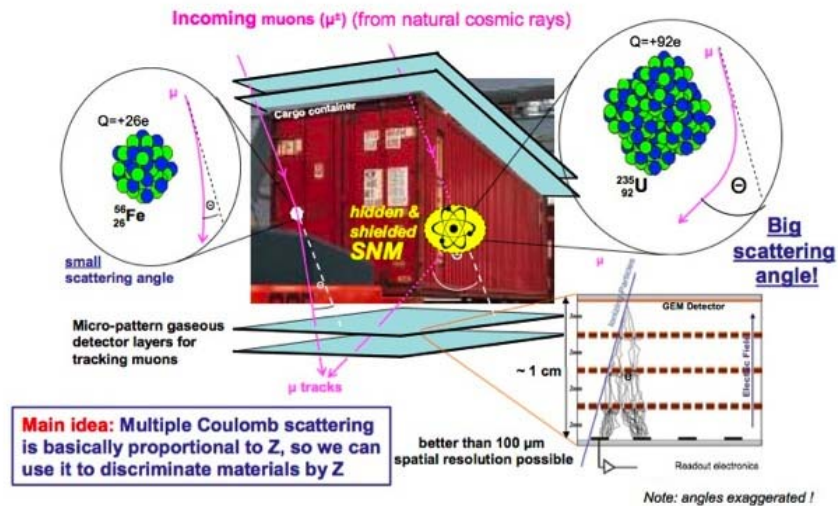 Incoming muons (μ±) (from natural cosmic rays)
Q=+26e
μ
Θ
56
26Fe
small
scattering angle
Cargo container
hidden &
shielded
SNM
Θ
Θ
Q=+92e
μ
235
92U
Θ
Big
scattering
angle!
Micro-pattern gaseous
detector layers for
tracking muons
μ tracks
~ 1 cm
μ
GEM Detector
Ionizing Particles
Electric Field
Readout electronics
better than 100 μm
spatial resolution possible
Main idea: Multiple Coulomb scattering
is basically proportional to Z, so we can
use it to discriminate materials by Z
Note: angles exaggerated !